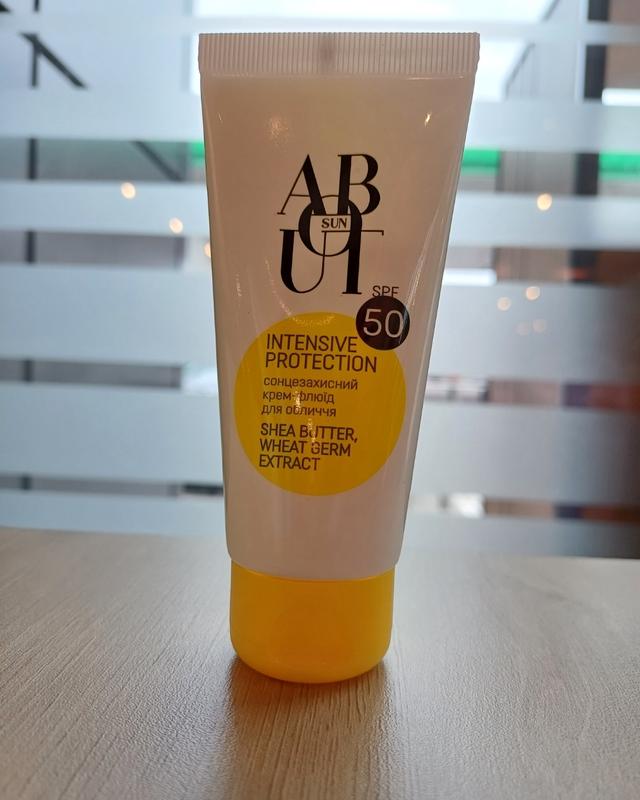 AB
SUN
OUT
SPF
50
INTENSIVE
PROTECTION
сонцезахисний
крем-флюїд
для обличчя
SHEA BUTTER,
WHEAT GERM
EXTRACT